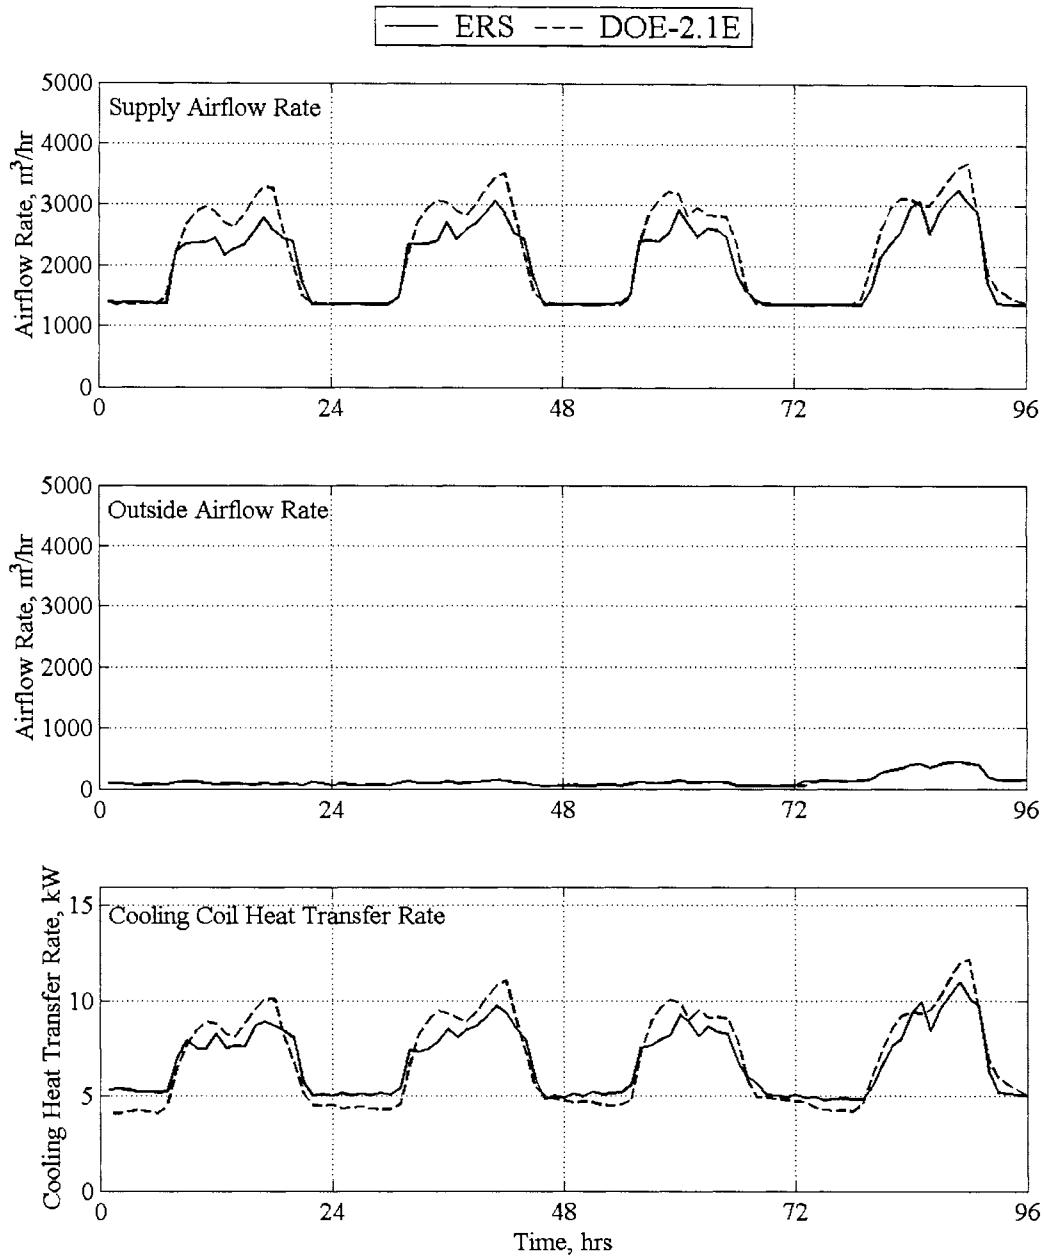 ERS DOE-2.1E
Supply Airflow Rate
Airflow Rate, m³/hr
5000
4000
3000
2000
1000
0
0 24 48 72 96
Outside Airflow Rate
Airflow Rate, m³/hr
5000
4000
3000
2000
1000
0
0 24 48 72 96
Cooling Coil Heat Transfer Rate
Cooling Heat Transfer Rate, kW
15
10
5
0
0 24 48 72 96
Time, hrs